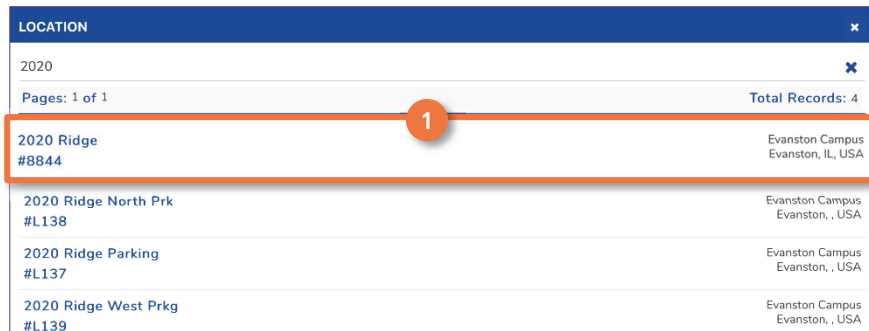 LOCATION ×
2020 ×
Pages: 1 of 1 Total Records: 4
1
2020 Ridge Evanston Campus
#8844 Evanston, IL, USA
2020 Ridge North Prk Evanston Campus
#L138 Evanston, , USA
2020 Ridge Parking Evanston Campus
#L137 Evanston, , USA
2020 Ridge West Prkg Evanston Campus
#L139 Evanston, , USA